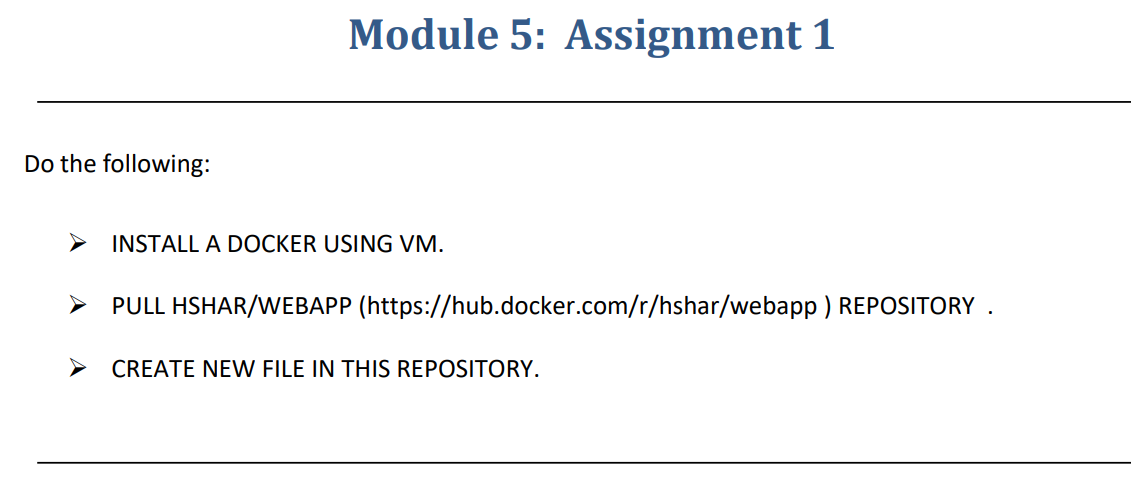 Module 5: Assignment 1
Do the following:
➢ INSTALL A DOCKER USING VM.
➢ PULL HSHAR/WEBAPP (https://hub.docker.com/r/hshar/webapp ) REPOSITORY .
➢ CREATE NEW FILE IN THIS REPOSITORY.